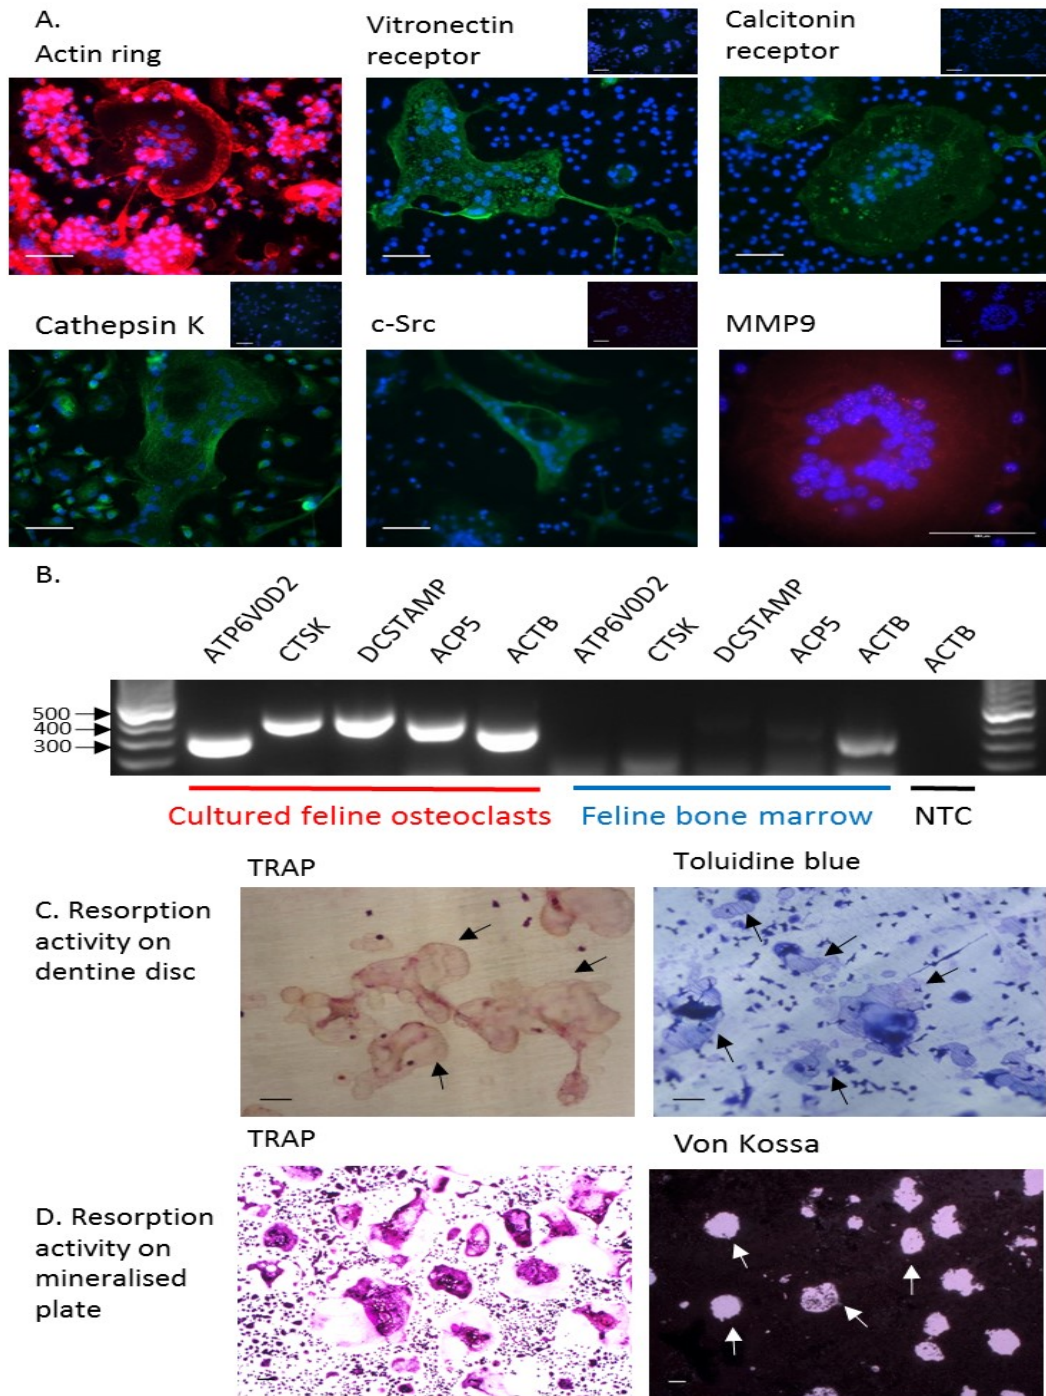 A.
Actin ring
Vitronectin
receptor
Calcitonin
receptor
Cathepsin K
c-Src
MMP9
B.
ATP6V0D2
CTSK
DCSTAMP
ACP5
ACTB
ATP6V0D2
CTSK
DCSTAMP
ACP5
ACTB
ACTB
500
400
300
Cultured feline osteoclasts
Feline bone marrow
NTC
TRAP
Toluidine blue
C. Resorption
activity on
dentine disc
TRAP
Von Kossa
D. Resorption
activity on
mineralised
plate